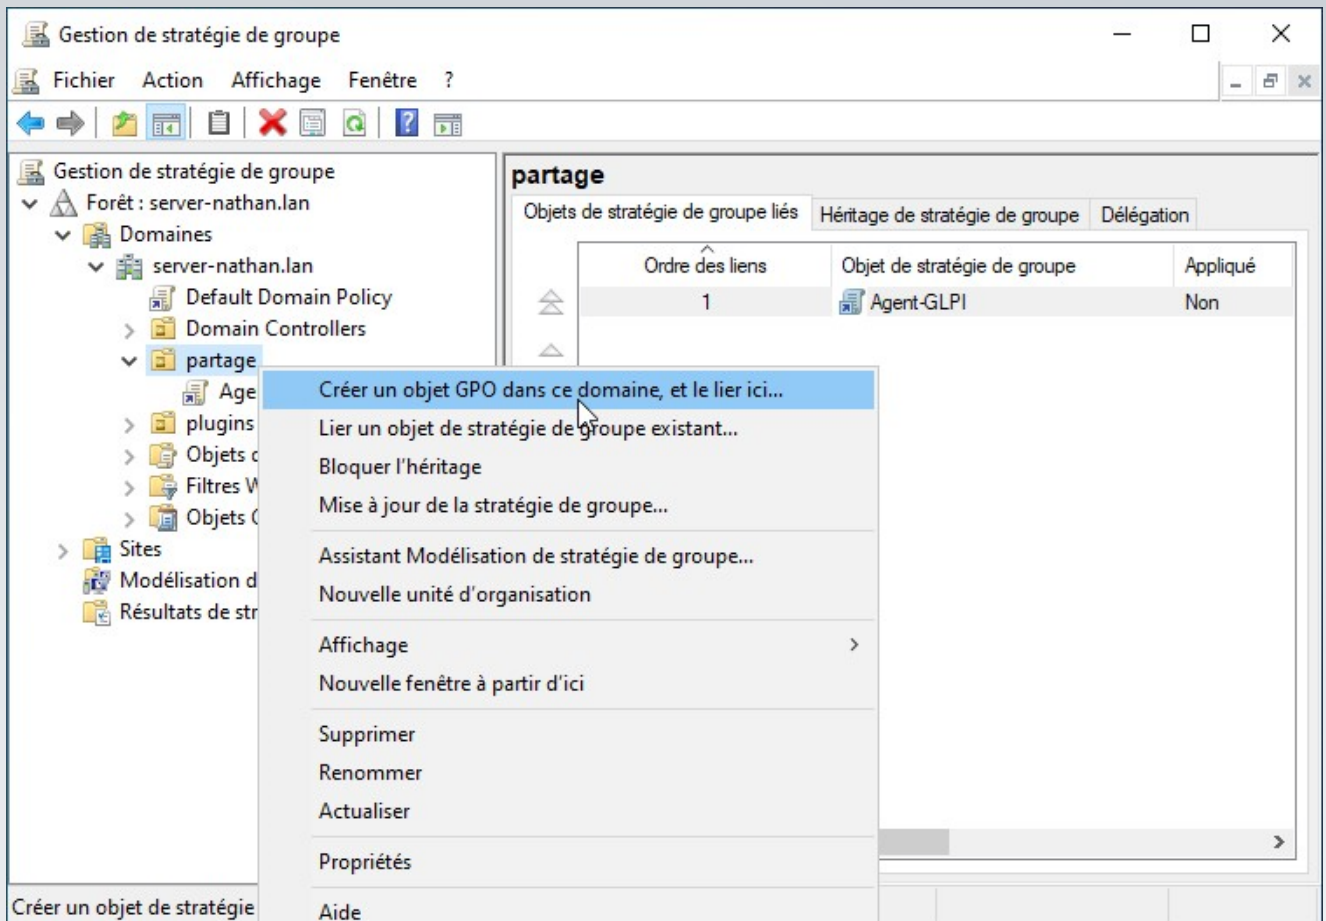 Gestion de stratégie de groupe
Fichier Action Affichage Fenêtre ?
Gestion de stratégie de groupe
Forêt : server-nathan.lan
Domaines
server-nathan.lan
Default Domain Policy
Domain Controllers
partage
Age
plugins
Objets d
Filtres W
Objets G
Sites
Modélisation d
Résultats de str
partage
Objets de stratégie de groupe liés Héritage de stratégie de groupe Délégation
Ordre des liens Objet de stratégie de groupe Appliqué
1 Agent-GLPI Non
Créer un objet GPO dans ce domaine, et le lier ici...
Lier un objet de stratégie de groupe existant...
Bloquer l'héritage
Mise à jour de la stratégie de groupe...
Assistant Modélisation de stratégie de groupe...
Nouvelle unité d'organisation
Affichage
Nouvelle fenêtre à partir d'ici
Supprimer
Renommer
Actualiser
Propriétés
Aide
Créer un objet de stratégie